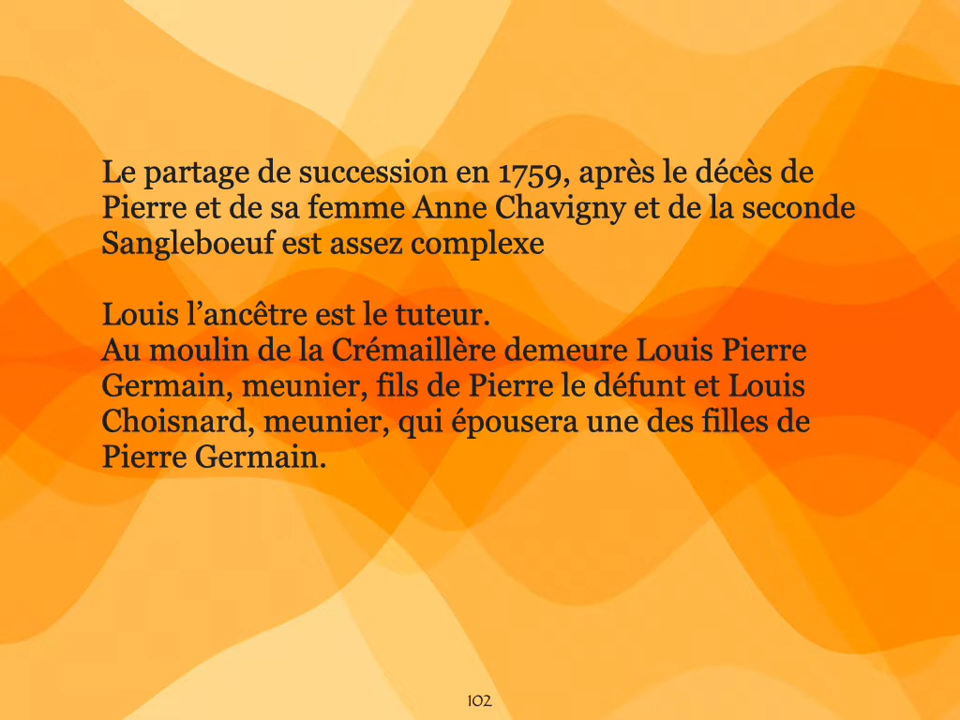 Le partage de succession en 1759, après le décès de
Pierre et de sa femme Anne Chavigny et de la seconde
Sangleboeuf est assez complexe
Louis l’ancêtre est le tuteur.
Au moulin de la Crémaillère demeure Louis Pierre
Germain, meunier, fils de Pierre le défunt et Louis
Choisnard, meunier, qui épousera une des filles de
Pierre Germain.
102